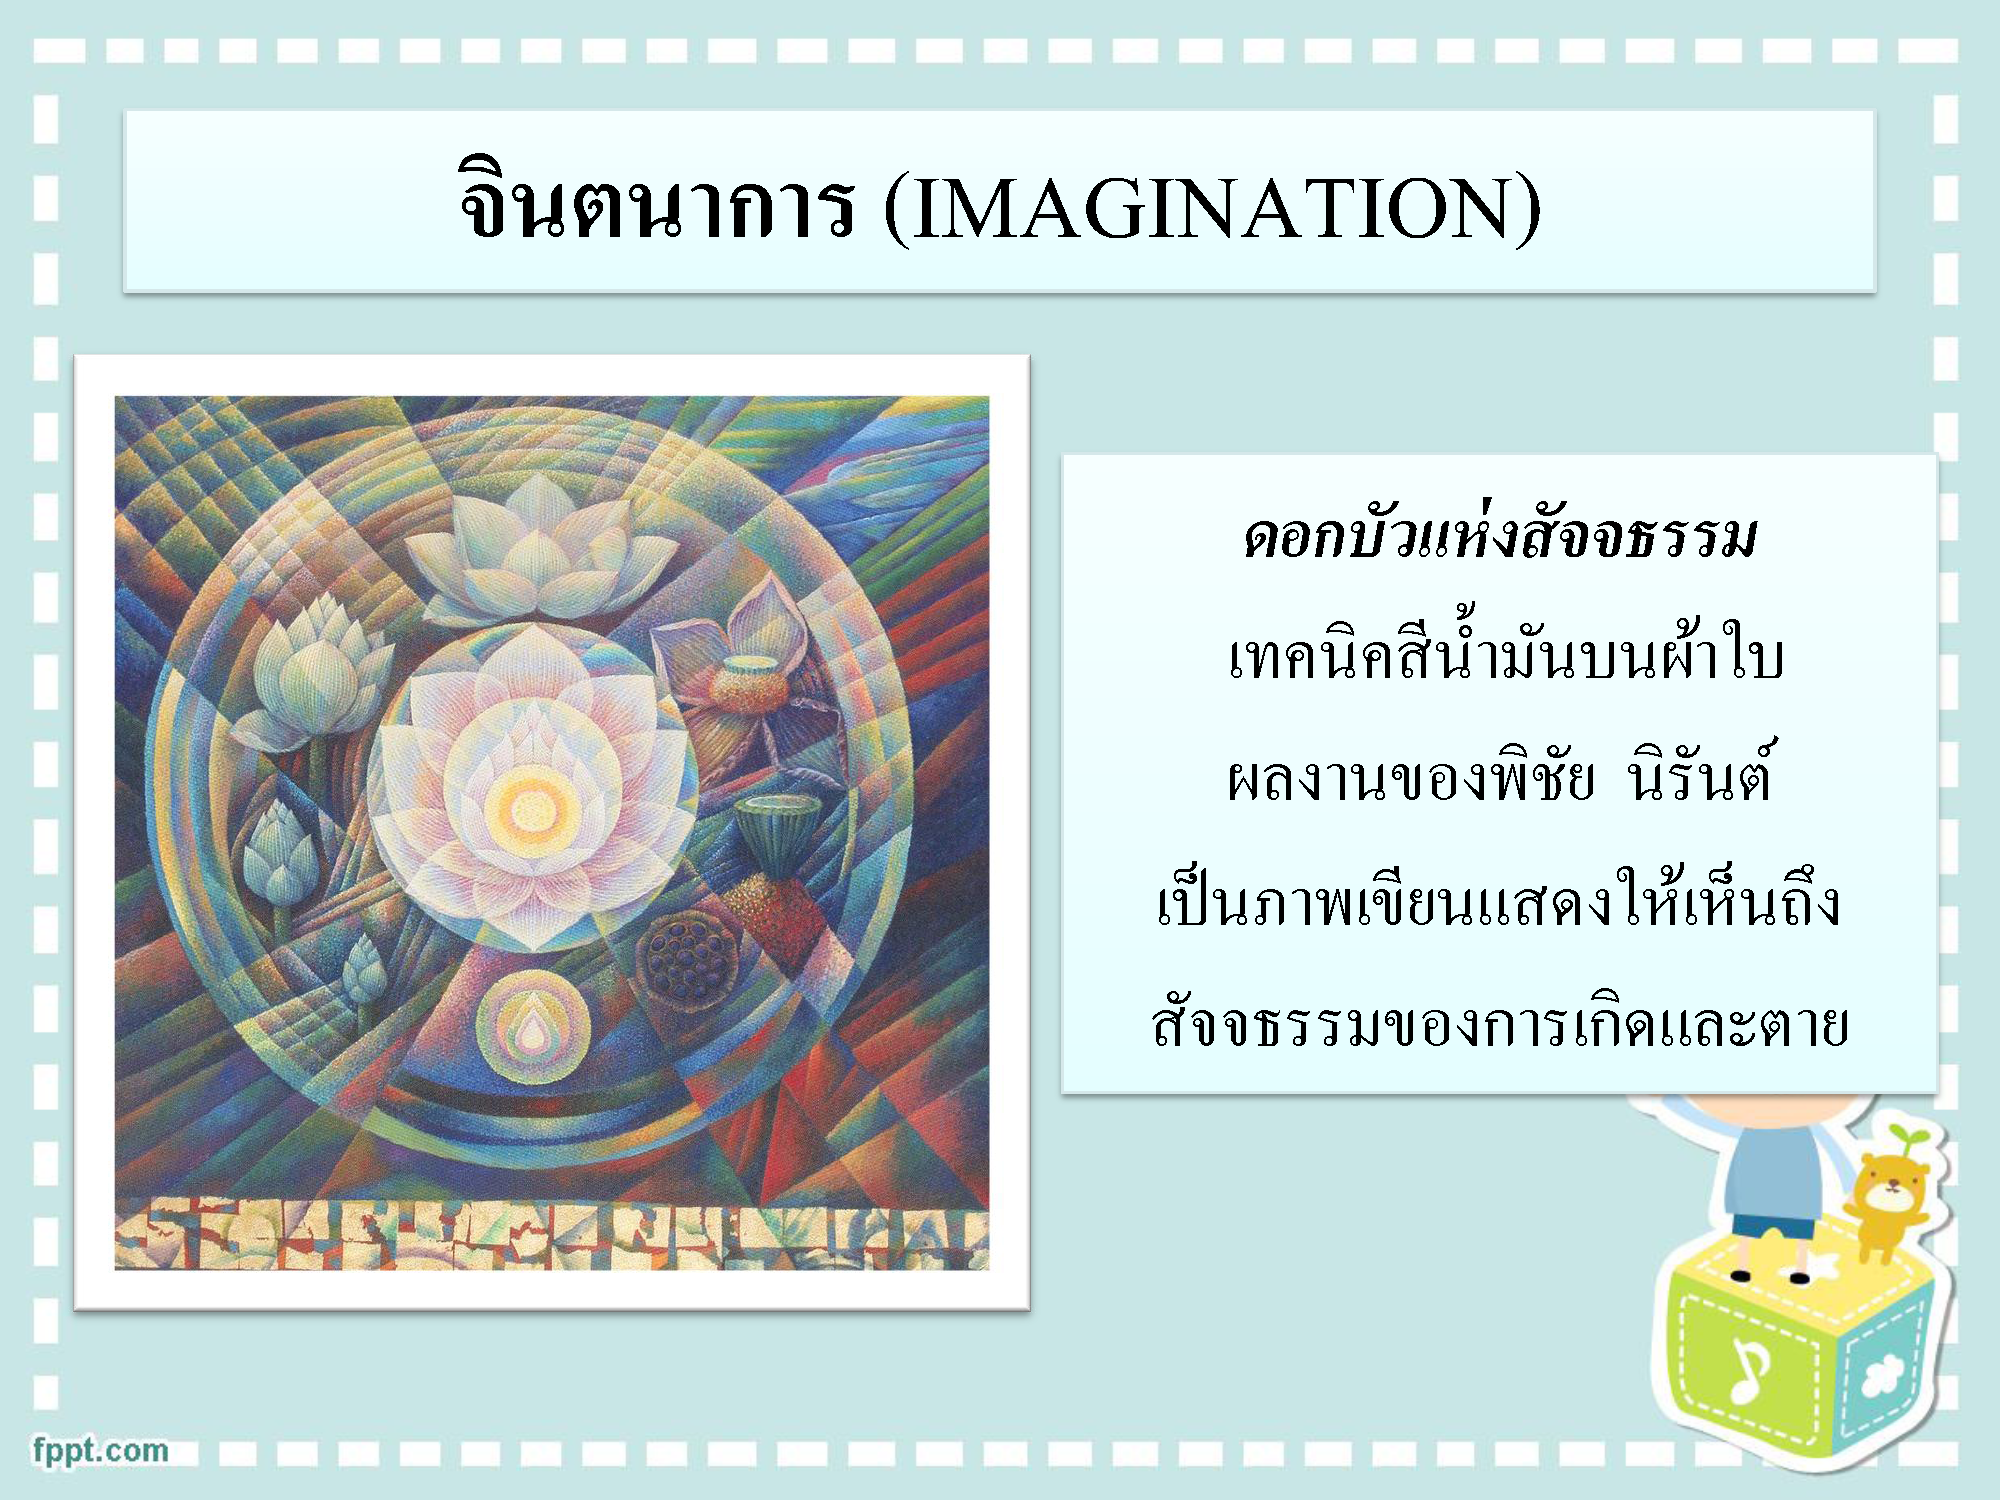 จินตนาการ (IMAGINATION)
ดอกบัวแห่งสัจจธรรม
เทคนิคสีน้ำมันบนผ้าใบ
ผลงานของพิชัย นิรันต์
เป็นภาพเขียนแสดงให้เห็นถึง
สัจจธรรมของการเกิดและตาย
fppt.com